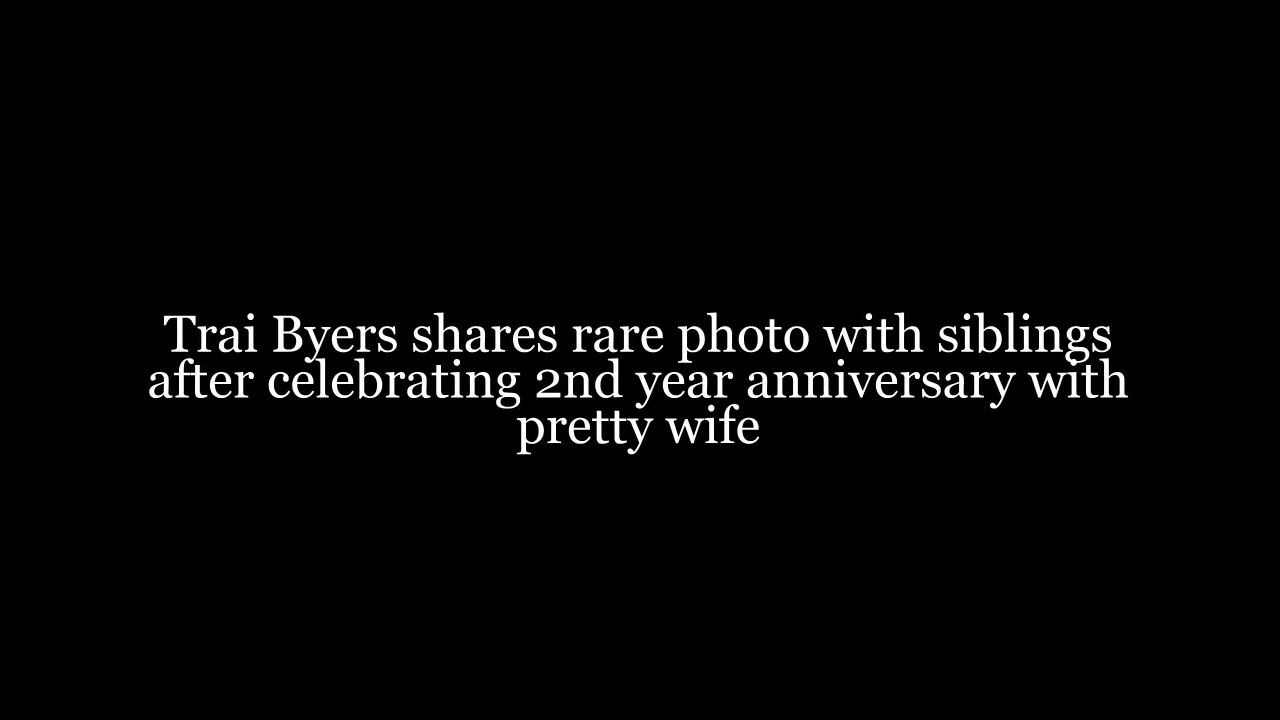 Trai Byers shares rare photo with siblings
after celebrating 2nd year anniversary with
pretty wife